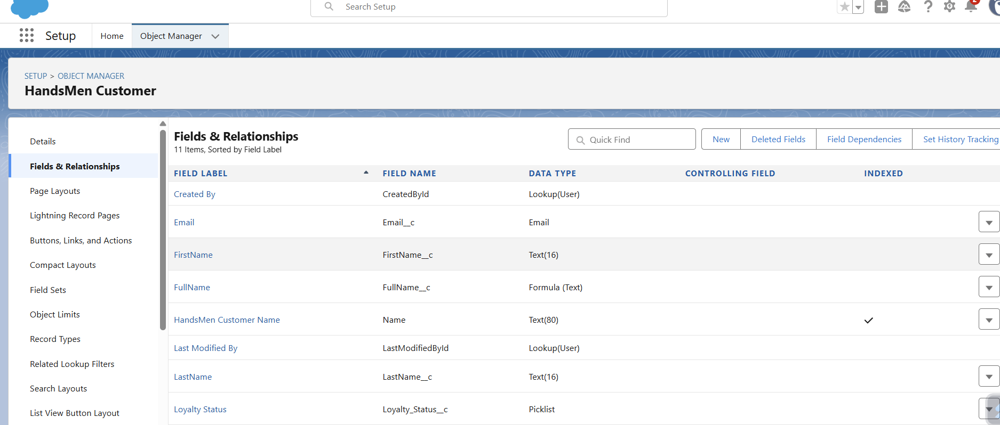 Search Setup
2
Setup
Home
Object Manager
SETUP > OBJECT MANAGER
HandsMen Customer
Details
Fields & Relationships
Page Layouts
Lightning Record Pages
Buttons, Links, and Actions
Compact Layouts
Field Sets
Object Limits
Record Types
Related Lookup Filters
Search Layouts
List View Button Layout
Fields & Relationships
11 Items, Sorted by Field Label
Quick Find
New
Deleted Fields
Field Dependencies
Set History Tracking
FIELD LABEL FIELD NAME DATA TYPE CONTROLLING FIELD INDEXED
Created By CreatedById Lookup(User)
Email Email__c Email
FirstName FirstName__c Text(16)
FullName FullName__c Formula (Text)
HandsMen Customer Name Name Text(80)
Last Modified By LastModifiedById Lookup(User)
LastName LastName__c Text(16)
Loyalty Status Loyalty_Status__c Picklist